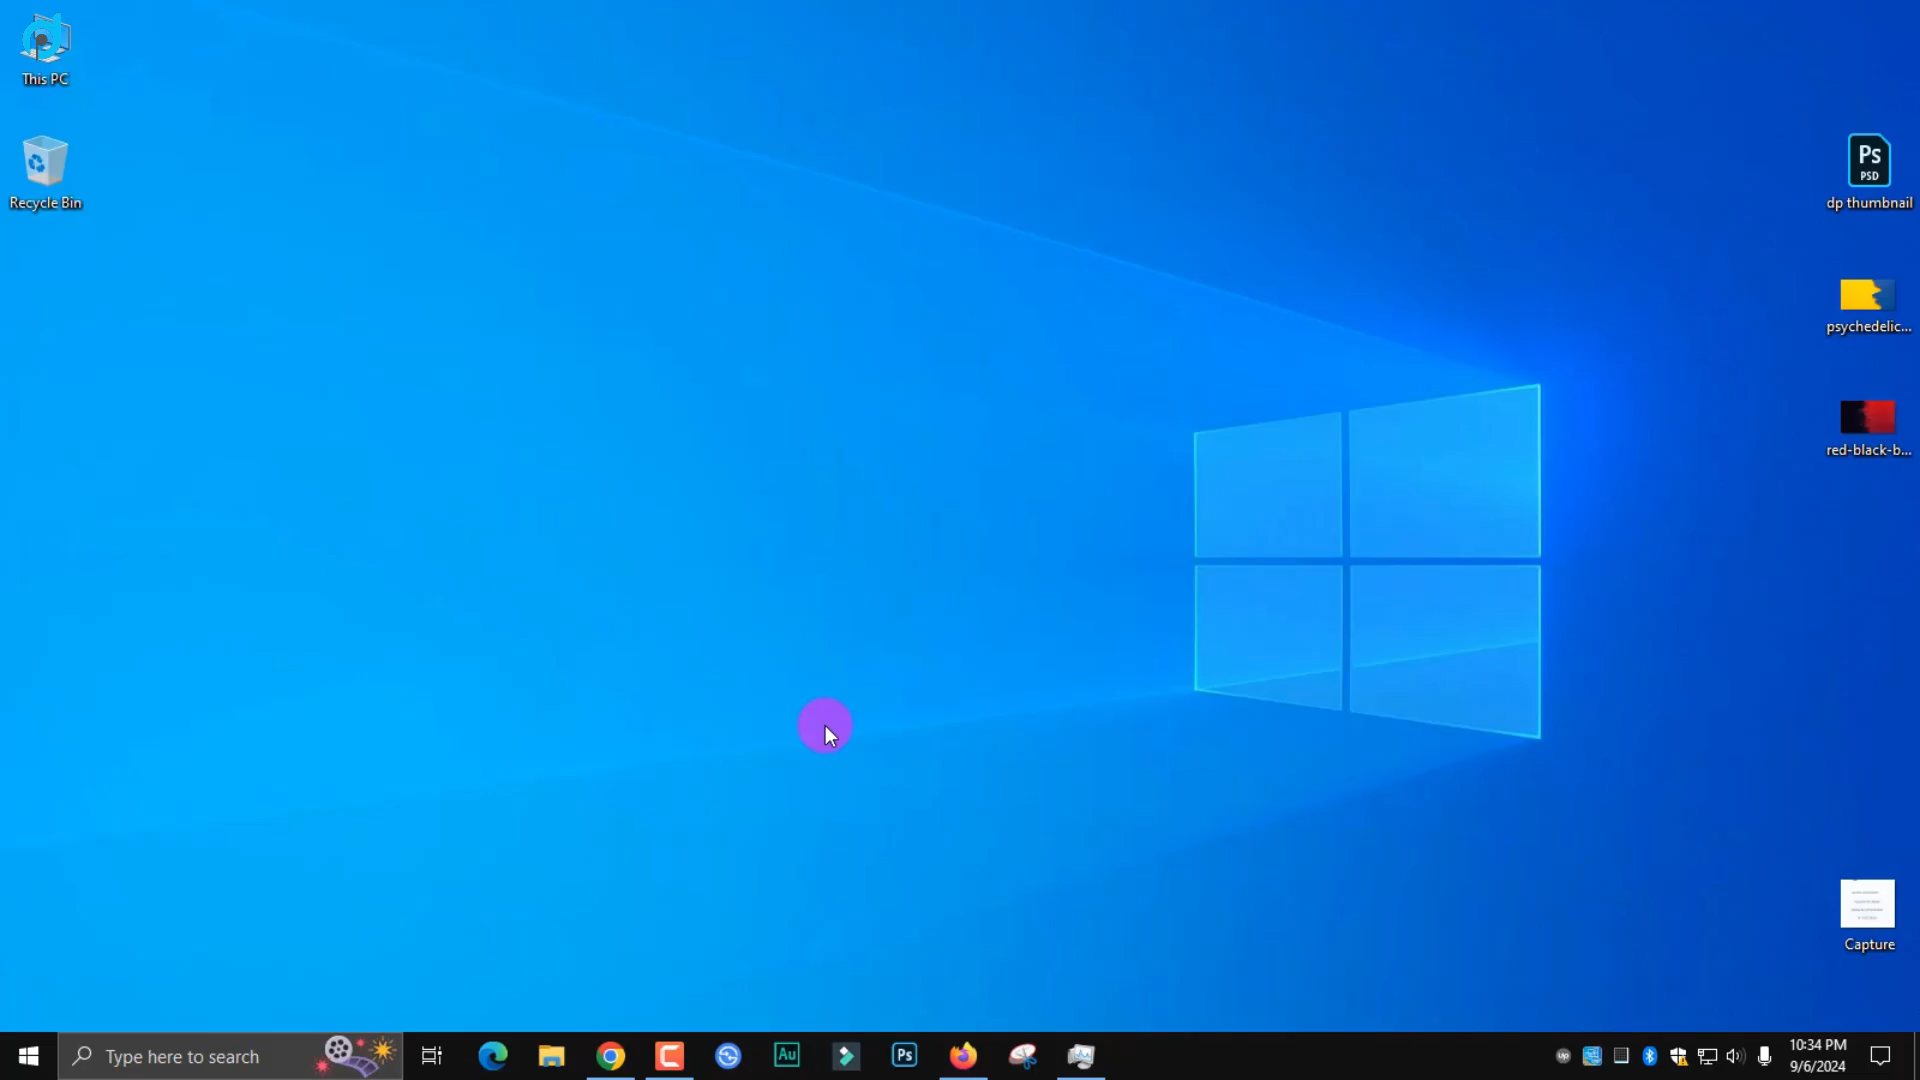 This PC
Recycle Bin
Ps
PSD
dp thumbnail
psychedelic...
red-black-b...
Capture
Type here to search
Au
Ps
up
10:34 PM
9/6/2024